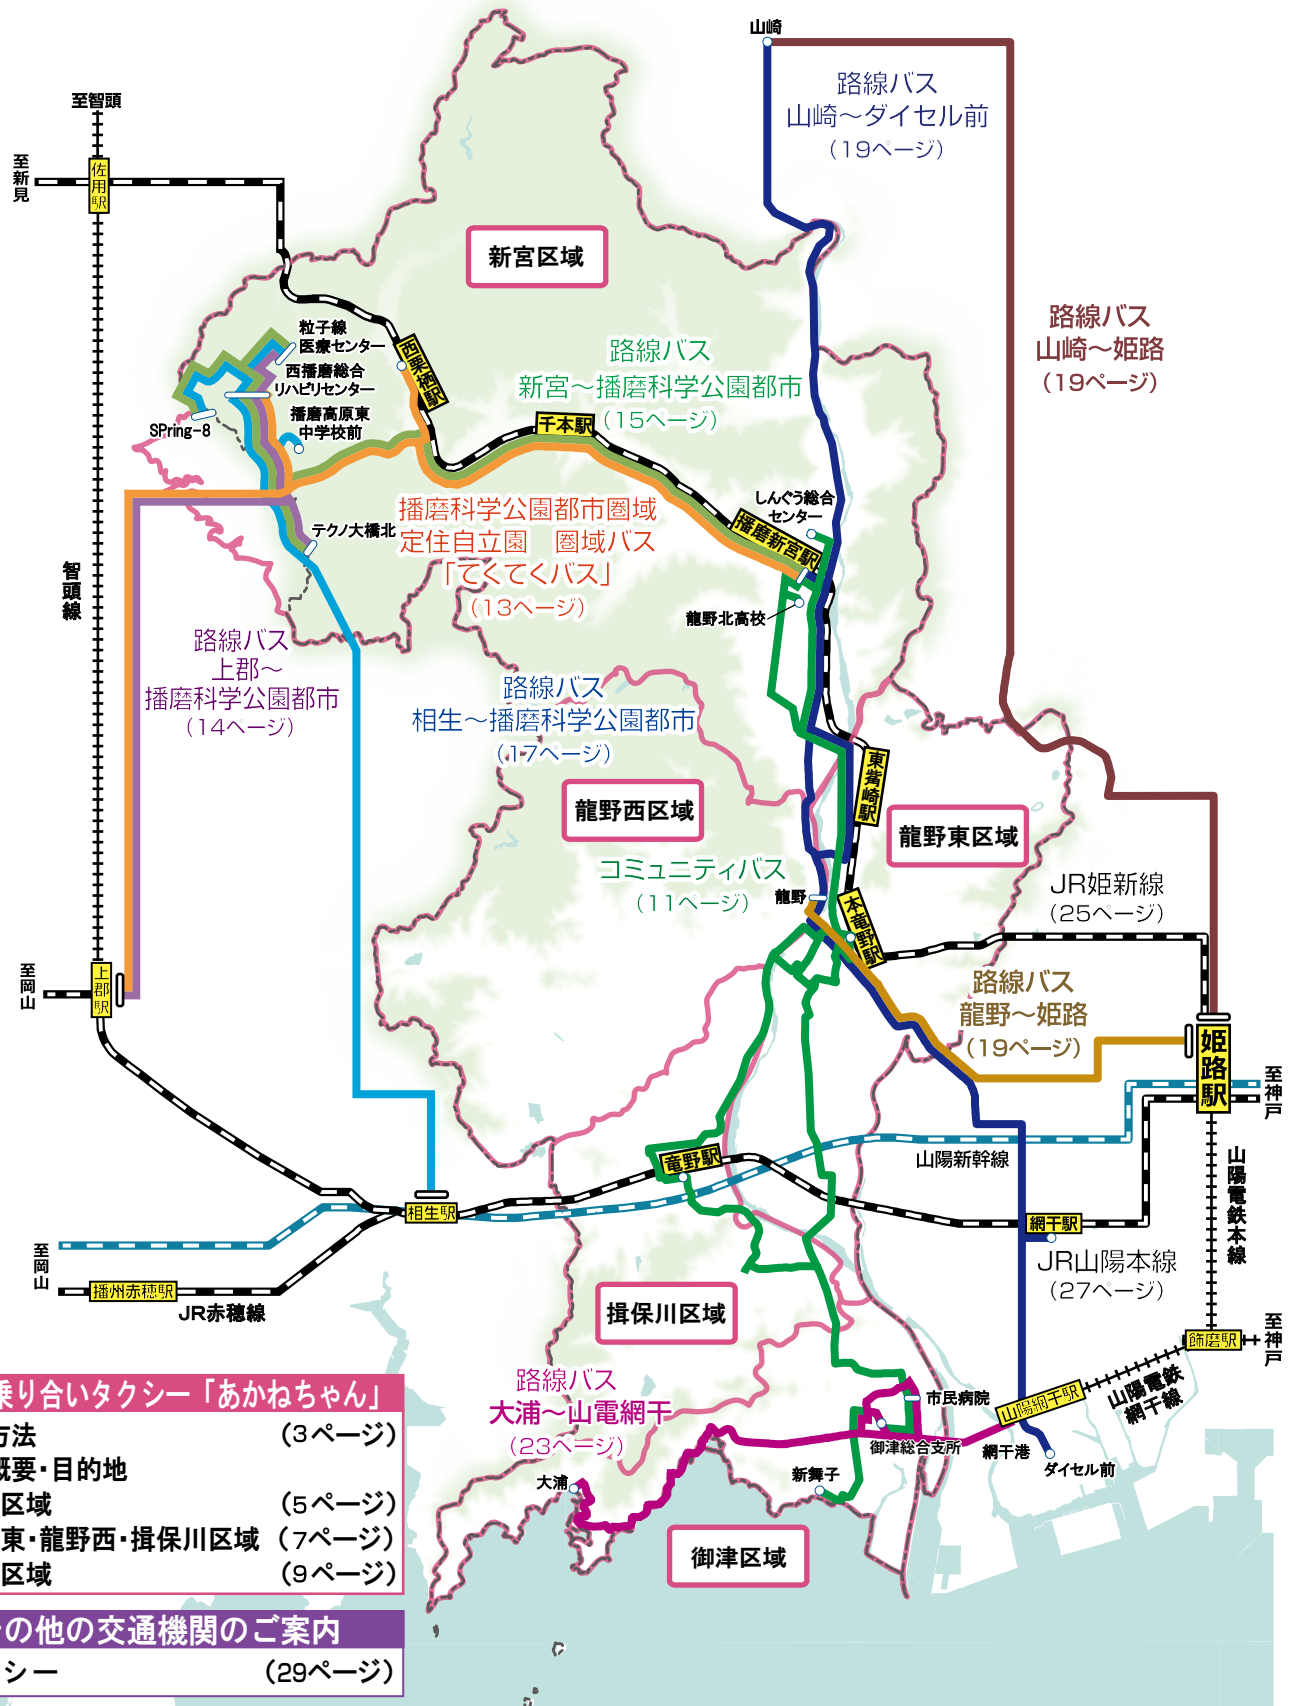 山崎
路線バス
山崎～ダイセル前
（19ページ）
至智頭
至新見
佐用駅
新宮区域
路線バス
山崎～姫路
（19ページ）
粒子線
医療センター
西播磨総合
リハビリセンター
播磨高原東
中学校前
SPring-8
西栗栖駅
路線バス
新宮～播磨科学公園都市
（15ページ）
千本駅
しんぐう総合
センター
播磨新宮駅
播磨科学公園都市圏域
定住自立園　圏域バス
「てくてくバス」
（13ページ）
テクノ大橋北
智頭線
龍野北高校
路線バス
上郡～
播磨科学公園都市
（14ページ）
路線バス
相生～播磨科学公園都市
（17ページ）
東觜崎駅
龍野西区域
龍野東区域
コミュニティバス
（11ページ）
龍野
本竜野駅
JR姫新線
（25ページ）
至岡山
上郡駅
路線バス
龍野～姫路
（19ページ）
姫路駅
至神戸
山陽新幹線
竜野駅
山陽電鉄本線
相生駅
網干駅
至岡山
播州赤穂駅
JR赤穂線
JR山陽本線
（27ページ）
揖保川区域
至神戸
飾磨駅
山陽電鉄
網干線
路線バス
大浦～山電網干
（23ページ）
市民病院
山陽網干駅
御津総合支所
網干港
ダイセル前
大浦
新舞子
御津区域
乗り合いタクシー「あかねちゃん」
方法 （3ページ）
概要・目的地
区域 （5ページ）
東・龍野西・揖保川区域 （7ページ）
区域 （9ページ）
の他の交通機関のご案内
シー （29ページ）